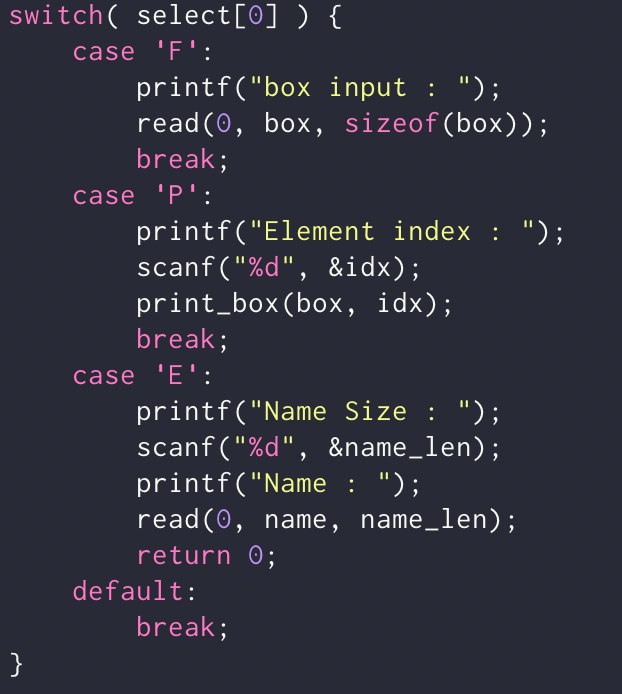 switch( select[0] ) {
    case 'F':
        printf("box input : ");
        read(0, box, sizeof(box));
        break;
    case 'P':
        printf("Element index : ");
        scanf("%d", &idx);
        print_box(box, idx);
        break;
    case 'E':
        printf("Name Size : ");
        scanf("%d", &name_len);
        printf("Name : ");
        read(0, name, name_len);
        return 0;
    default:
        break;
}